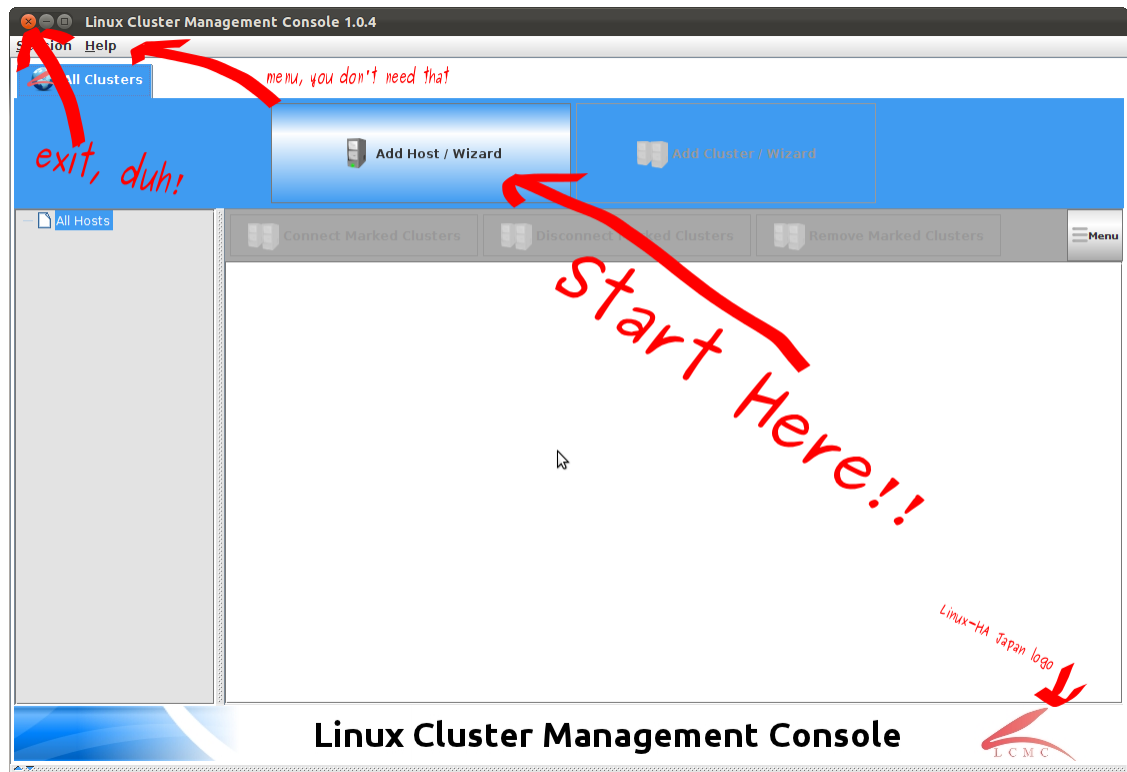 Linux Cluster Management Console 1.0.4
Help
menu, you don't need that
All Clusters
exit, duh!
Add Host / Wizard
Add Cluster / Wizard
All Hosts
Connect Marked Clusters
Disconnect Marked Clusters
Remove Marked Clusters
Menu
Start Here!!
Linux-HA Japan logo
Linux Cluster Management Console
LCMC